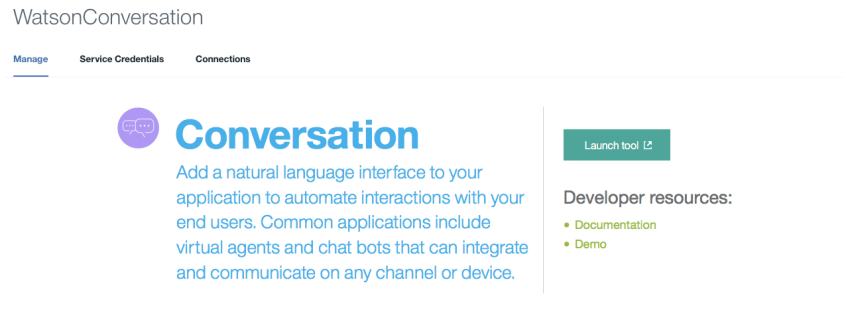 WatsonConversation
Manage Service Credentials Connections
Conversation
Add a natural language interface to your
application to automate interactions with your
end users. Common applications include
virtual agents and chat bots that can integrate
and communicate on any channel or device.
Launch tool
Developer resources:
• Documentation
• Demo